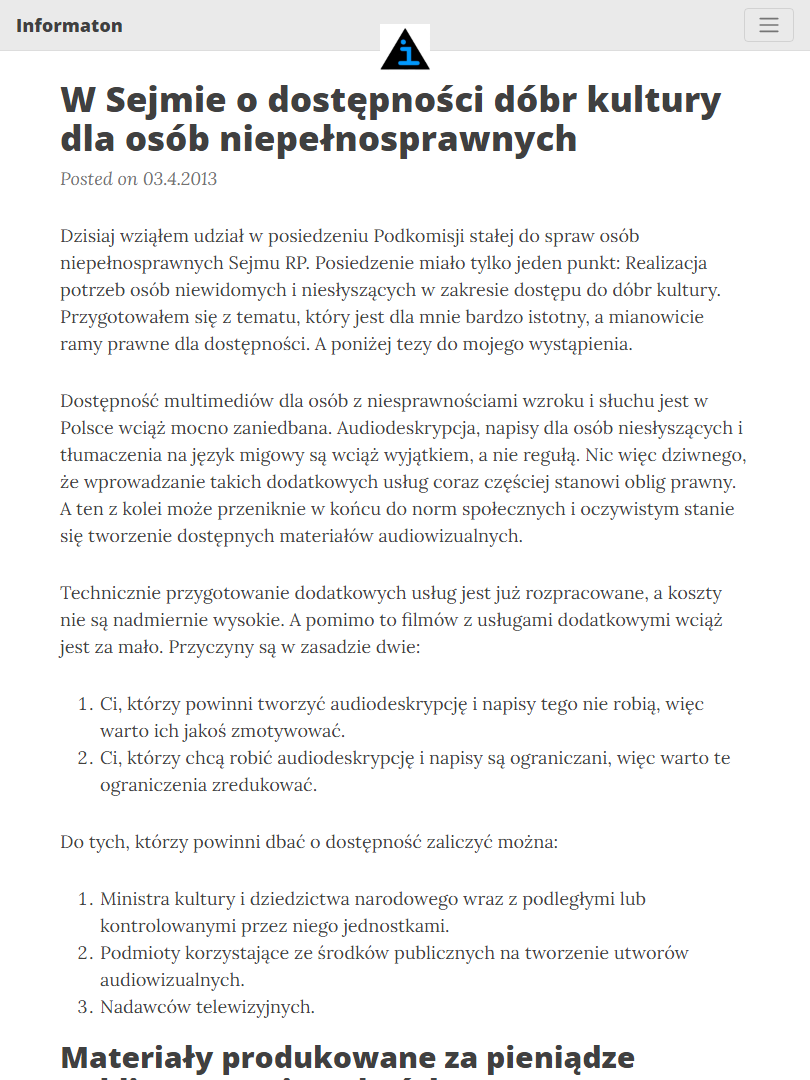 Informaton
i
W Sejmie o dostępności dóbr kultury
dla osób niepełnosprawnych
Posted on 03.4.2013
Dzisiaj wziąłem udział w posiedzeniu Podkomisji stałej do spraw osób
niepełnosprawnych Sejmu RP. Posiedzenie miało tylko jeden punkt: Realizacja
potrzeb osób niewidomych i niesłyszących w zakresie dostępu do dóbr kultury.
Przygotowałem się z tematu, który jest dla mnie bardzo istotny, a mianowicie
ramy prawne dla dostępności. A poniżej tezy do mojego wystąpienia.
Dostępność multimediów dla osób z niesprawnościami wzroku i słuchu jest w
Polsce wciąż mocno zaniedbana. Audiodeskrypcja, napisy dla osób niesłyszących i
tłumaczenia na język migowy są wciąż wyjątkiem, a nie regułą. Nic więc dziwnego,
że wprowadzanie takich dodatkowych usług coraz częściej stanowi oblig prawny.
A ten z kolei może przeniknie w końcu do norm społecznych i oczywistym stanie
się tworzenie dostępnych materiałów audiowizualnych.
Technicznie przygotowanie dodatkowych usług jest już rozpracowane, a koszty
nie są nadmiernie wysokie. A pomimo to filmów z usługami dodatkowymi wciąż
jest za mało. Przyczyny są w zasadzie dwie:
1. Ci, którzy powinni tworzyć audiodeskrypcję i napisy tego nie robią, więc
warto ich jakoś zmotywować.
2. Ci, którzy chcą robić audiodeskrypcję i napisy są ograniczani, więc warto te
ograniczenia zredukować.
Do tych, którzy powinni dbać o dostępność zaliczyć można:
1. Ministra kultury i dziedzictwa narodowego wraz z podległymi lub
kontrolowanymi przez niego jednostkami.
2. Podmioty korzystające ze środków publicznych na tworzenie utworów
audiowizualnych.
3. Nadawców telewizyjnych.
Materiały produkowane za pieniądze